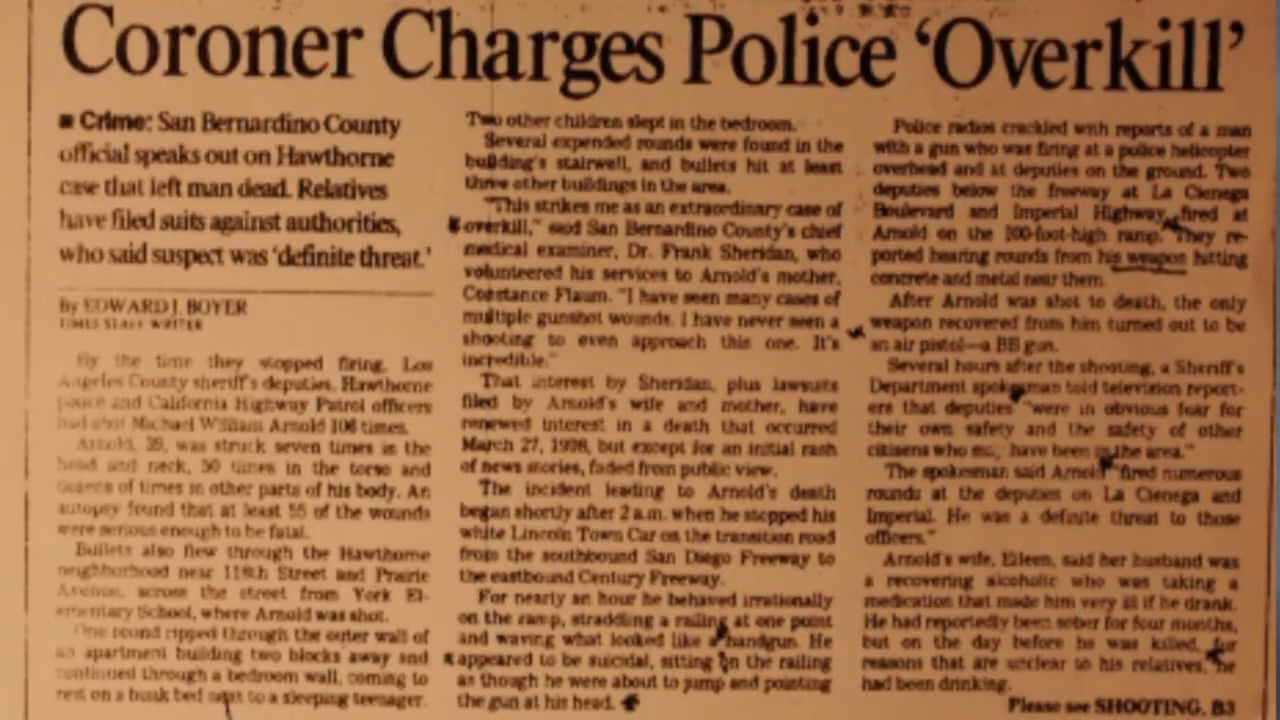 Coroner Charges Police ‘Overkill’
■ Crime: San Bernardino County
official speaks out on Hawthorne
case that left man dead. Relatives
have filed suits against authorities,
who said suspect was ‘definite threat.’
By EDWARD J. BOYER
TIMES STAFF WRITER
By the time they stopped firing, Los
Angeles County sheriff's deputies, Hawthorne
police and California Highway Patrol officers
had shot Michael William Arnold 106 times.
Arnold, was struck seven times in the
head and neck, 50 times in the torso and
dozens of times in other parts of his body. An
autopsy found that at least 55 of the wounds
were serious enough to be fatal.
Bullets also flew through the Hawthorne
neighborhood near 118th Street and Prairie
Avenue, across the street from York El-
ementary School, where Arnold was shot.
One round ripped through the outer wall of
an apartment building two blocks away and
continued through a bedroom wall, coming to
rest on a bunk bed next to a sleeping teenager.
Two other children slept in the bedroom.
Several expended rounds were found in the
building's stairwell, and bullets hit at least
three other buildings in the area.
"This strikes me as an extraordinary case of
overkill," said San Bernardino County's chief
medical examiner, Dr. Frank Sheridan, who
volunteered his services to Arnold's mother,
Constance Flaum. "I have seen many cases of
multiple gunshot wounds. I have never seen a
shooting to even approach this one. It's
incredible."
That interest by Sheridan, plus lawsuits
filed by Arnold's wife and mother, have
renewed interest in a death that occurred
March 27, 1998, but except for an initial rash
of news stories, faded from public view.
The incident leading to Arnold's death
began shortly after 2 a.m. when he stopped his
white Lincoln Town Car on the transition road
from the southbound San Diego Freeway to
the eastbound Century Freeway.
For nearly an hour he behaved irrationally
on the ramp, straddling a railing at one point
and waving what looked like a handgun. He
appeared to be suicidal, sitting on the railing
as though he were about to jump and pointing
the gun at his head.
Police radios crackled with reports of a man
with a gun who was firing at a police helicopter
overhead and at deputies on the ground. Two
deputies below the freeway at La Cienega
Boulevard and Imperial Highway fired at
Arnold on the 100-foot-high ramp. They re-
ported hearing rounds from his weapon hitting
concrete and metal near them.
After Arnold was shot to death, the only
weapon recovered from him turned out to be
an air pistol—a BB gun.
Several hours after the shooting, a Sheriff's
Department spokesman told television report-
ers that deputies "were in obvious fear for
their own safety and the safety of other
citizens who may have been in the area."
The spokesman said Arnold "fired numerous
rounds at the deputies on La Cienega and
Imperial. He was a definite threat to those
officers."
Arnold's wife, Eileen, said her husband was
a recovering alcoholic who was taking a
medication that made him very ill if he drank.
He had reportedly been sober for four months,
but on the day before he was killed, for
reasons that are unclear to his relatives, he
had been drinking.
Please see SHOOTING, B3